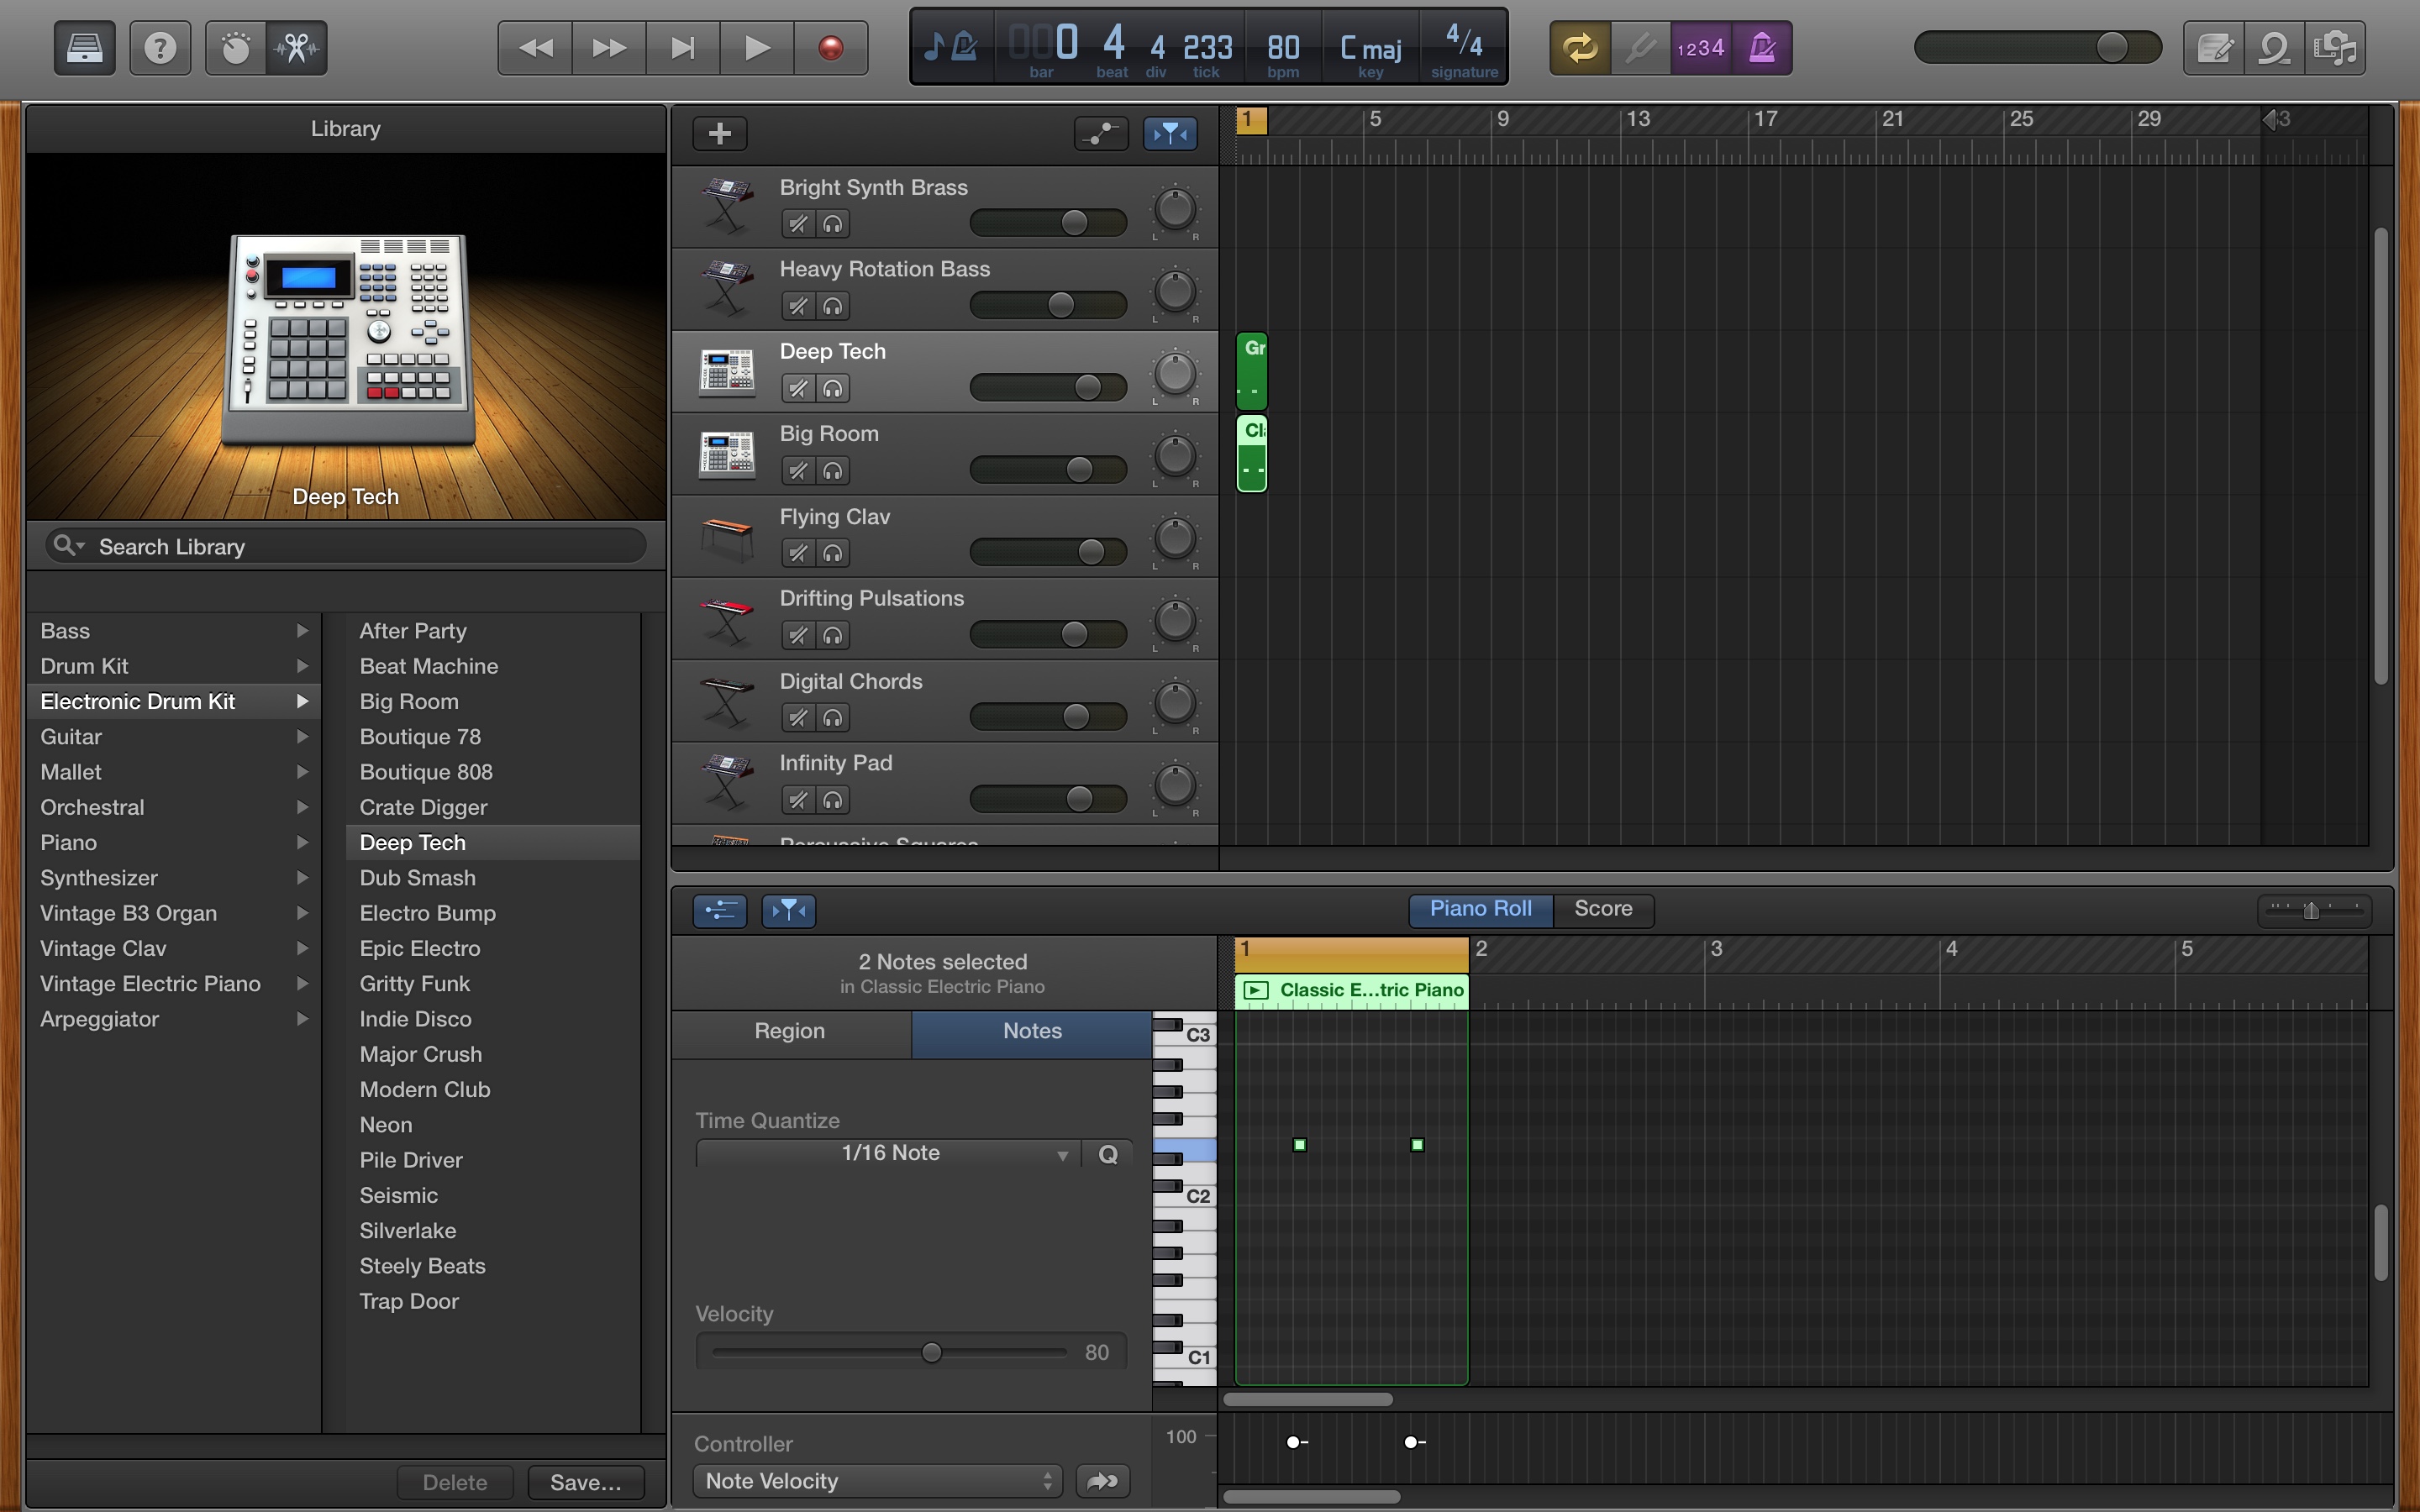 0 4 4 233 80 C maj 4/4
bar beat div tick bpm key signature
1234
Library
Deep Tech
Search Library
Bass
Drum Kit
Electronic Drum Kit
Guitar
Mallet
Orchestral
Piano
Synthesizer
Vintage B3 Organ
Vintage Clav
Vintage Electric Piano
Arpeggiator
After Party
Beat Machine
Big Room
Boutique 78
Boutique 808
Crate Digger
Deep Tech
Dub Smash
Electro Bump
Epic Electro
Gritty Funk
Indie Disco
Major Crush
Modern Club
Neon
Pile Driver
Seismic
Silverlake
Steely Beats
Trap Door
Delete Save...
1 5 9 13 17 21 25 29
Bright Synth Brass
L R
Heavy Rotation Bass
L R
Deep Tech
L R
Gr
Big Room
L R
Cl
Flying Clav
L R
Drifting Pulsations
L R
Digital Chords
L R
Infinity Pad
L R
Percussive Squares
Piano Roll Score
1 2 3 4 5
2 Notes selected
in Classic Electric Piano
Classic E...tric Piano
Region Notes
C3
Time Quantize
1/16 Note Q
C2
Velocity
80
C1
Controller
100
Note Velocity